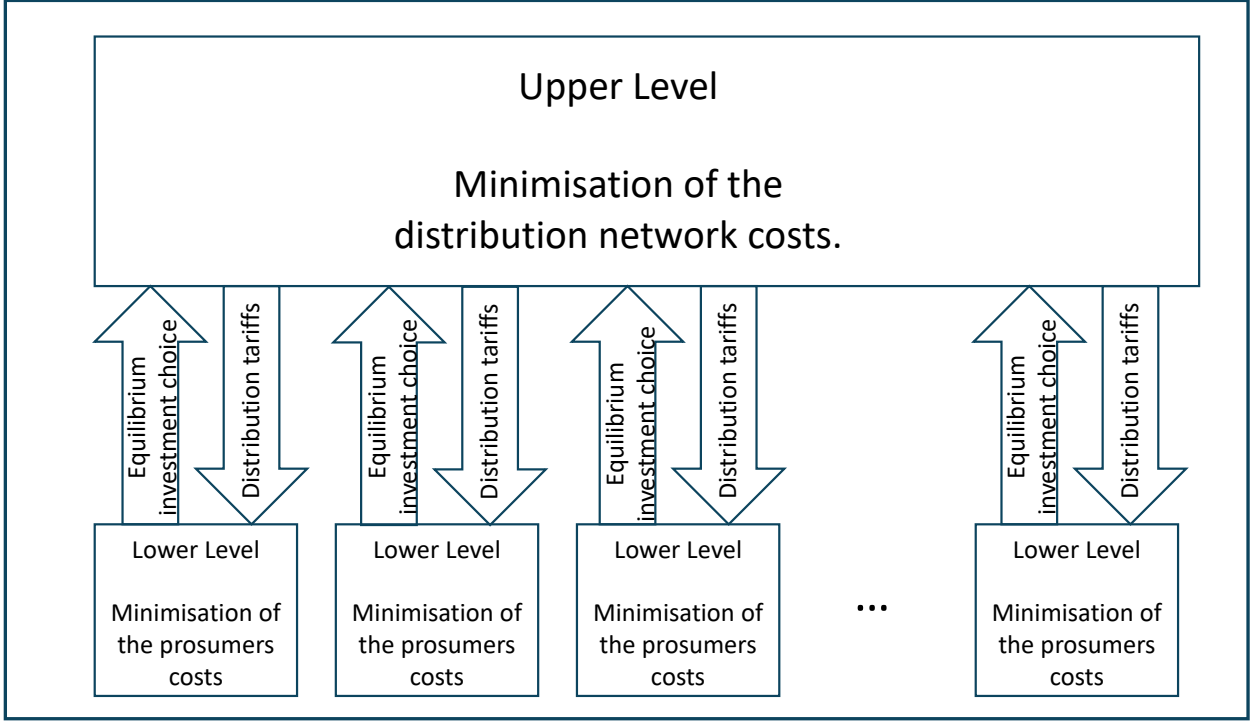 Upper Level
Minimisation of the
distribution network costs.
Equilibrium
investment choice
Distribution tariffs
Equilibrium
investment choice
Distribution tariffs
Equilibrium
investment choice
Distribution tariffs
Equilibrium
investment choice
Distribution tariffs
Lower Level
Minimisation of
the prosumers
costs
Lower Level
Minimisation of
the prosumers
costs
Lower Level
Minimisation of
the prosumers
costs
...
Lower Level
Minimisation of
the prosumers
costs